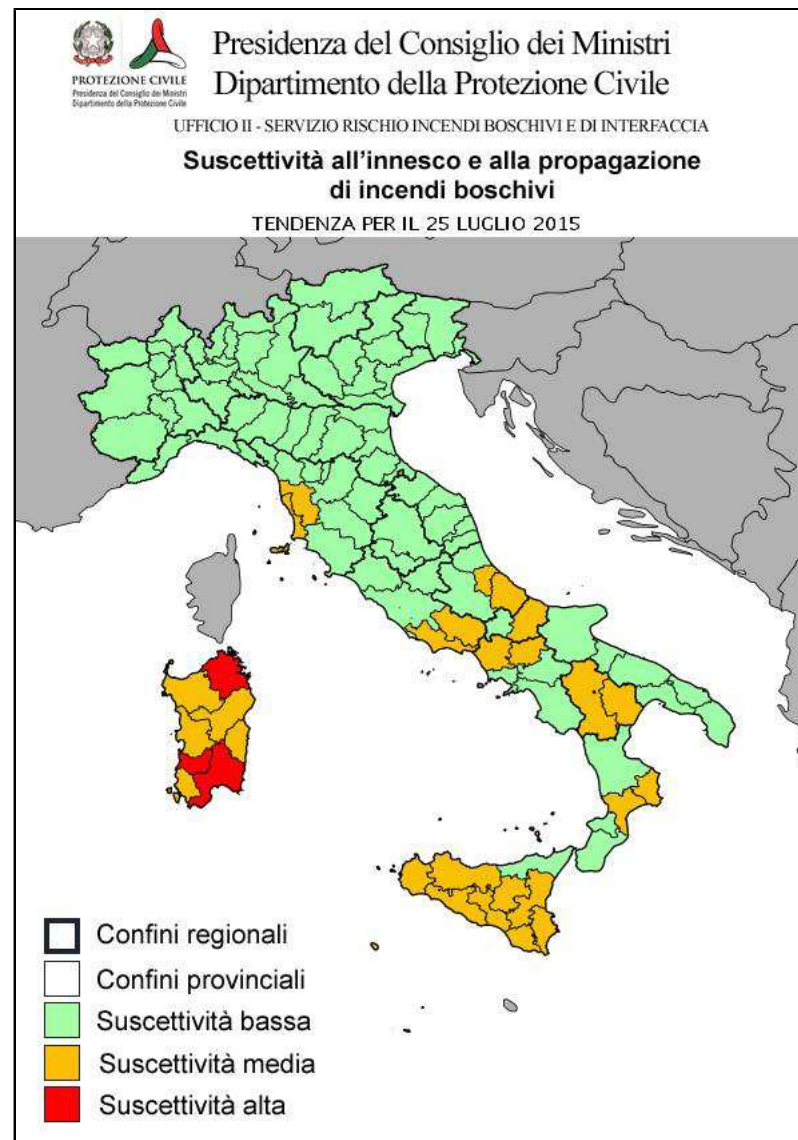 PROTEZIONE CIVILE
Presidenza del Consiglio dei Ministri
Dipartimento della Protezione Civile
Presidenza del Consiglio dei Ministri
Dipartimento della Protezione Civile
UFFICIO II - SERVIZIO RISCHIO INCENDI BOSCHIVI E DI INTERFACCIA
Suscettività all'innesco e alla propagazione
di incendi boschivi
TENDENZA PER IL 25 LUGLIO 2015
Confini regionali
Confini provinciali
Suscettività bassa
Suscettività media
Suscettività alta